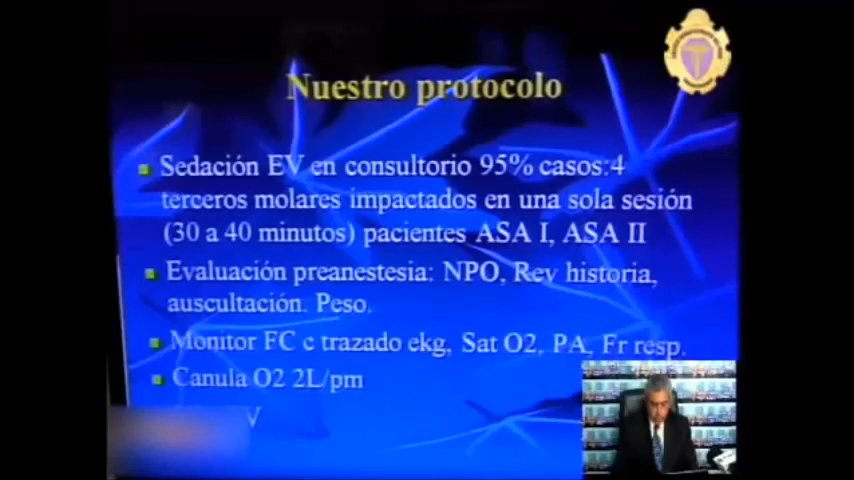 Nuestro protocolo
Sedación EV en consultorio 95% casos:4
terceros molares impactados en una sola sesión
(30 a 40 minutos) pacientes ASA I, ASA II
Evaluación preanestesia: NPO, Rev historia,
auscultación. Peso.
Monitor FC c trazado ekg, Sat O2, PA, Fr resp.
Canula O2 2L/pm
V